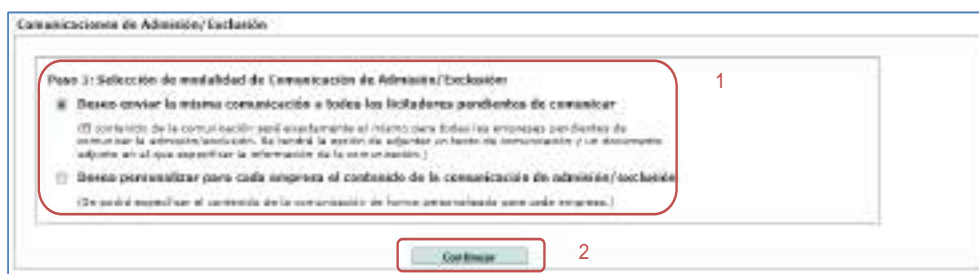 Comunicaciones de Admisión/Exclusión
Paso 1: Selección de modalidad de Comunicación de Admisión/Exclusión:
1
Deseo enviar la misma comunicación a todos los licitadores pendientes de comunicar
(El contenido de la comunicación será exactamente el mismo para todas las empresas pendientes de
comunicar la admisión/exclusión. Se tendrá la opción de adjuntar un texto de comunicación y un documento
adjunto en el que especificar la información de la comunicación.)
Deseo personalizar para cada empresa el contenido de la comunicación de admisión/exclusión
(Se podrá especificar el contenido de la comunicación de forma personalizada para cada empresa.)
Continuar
2